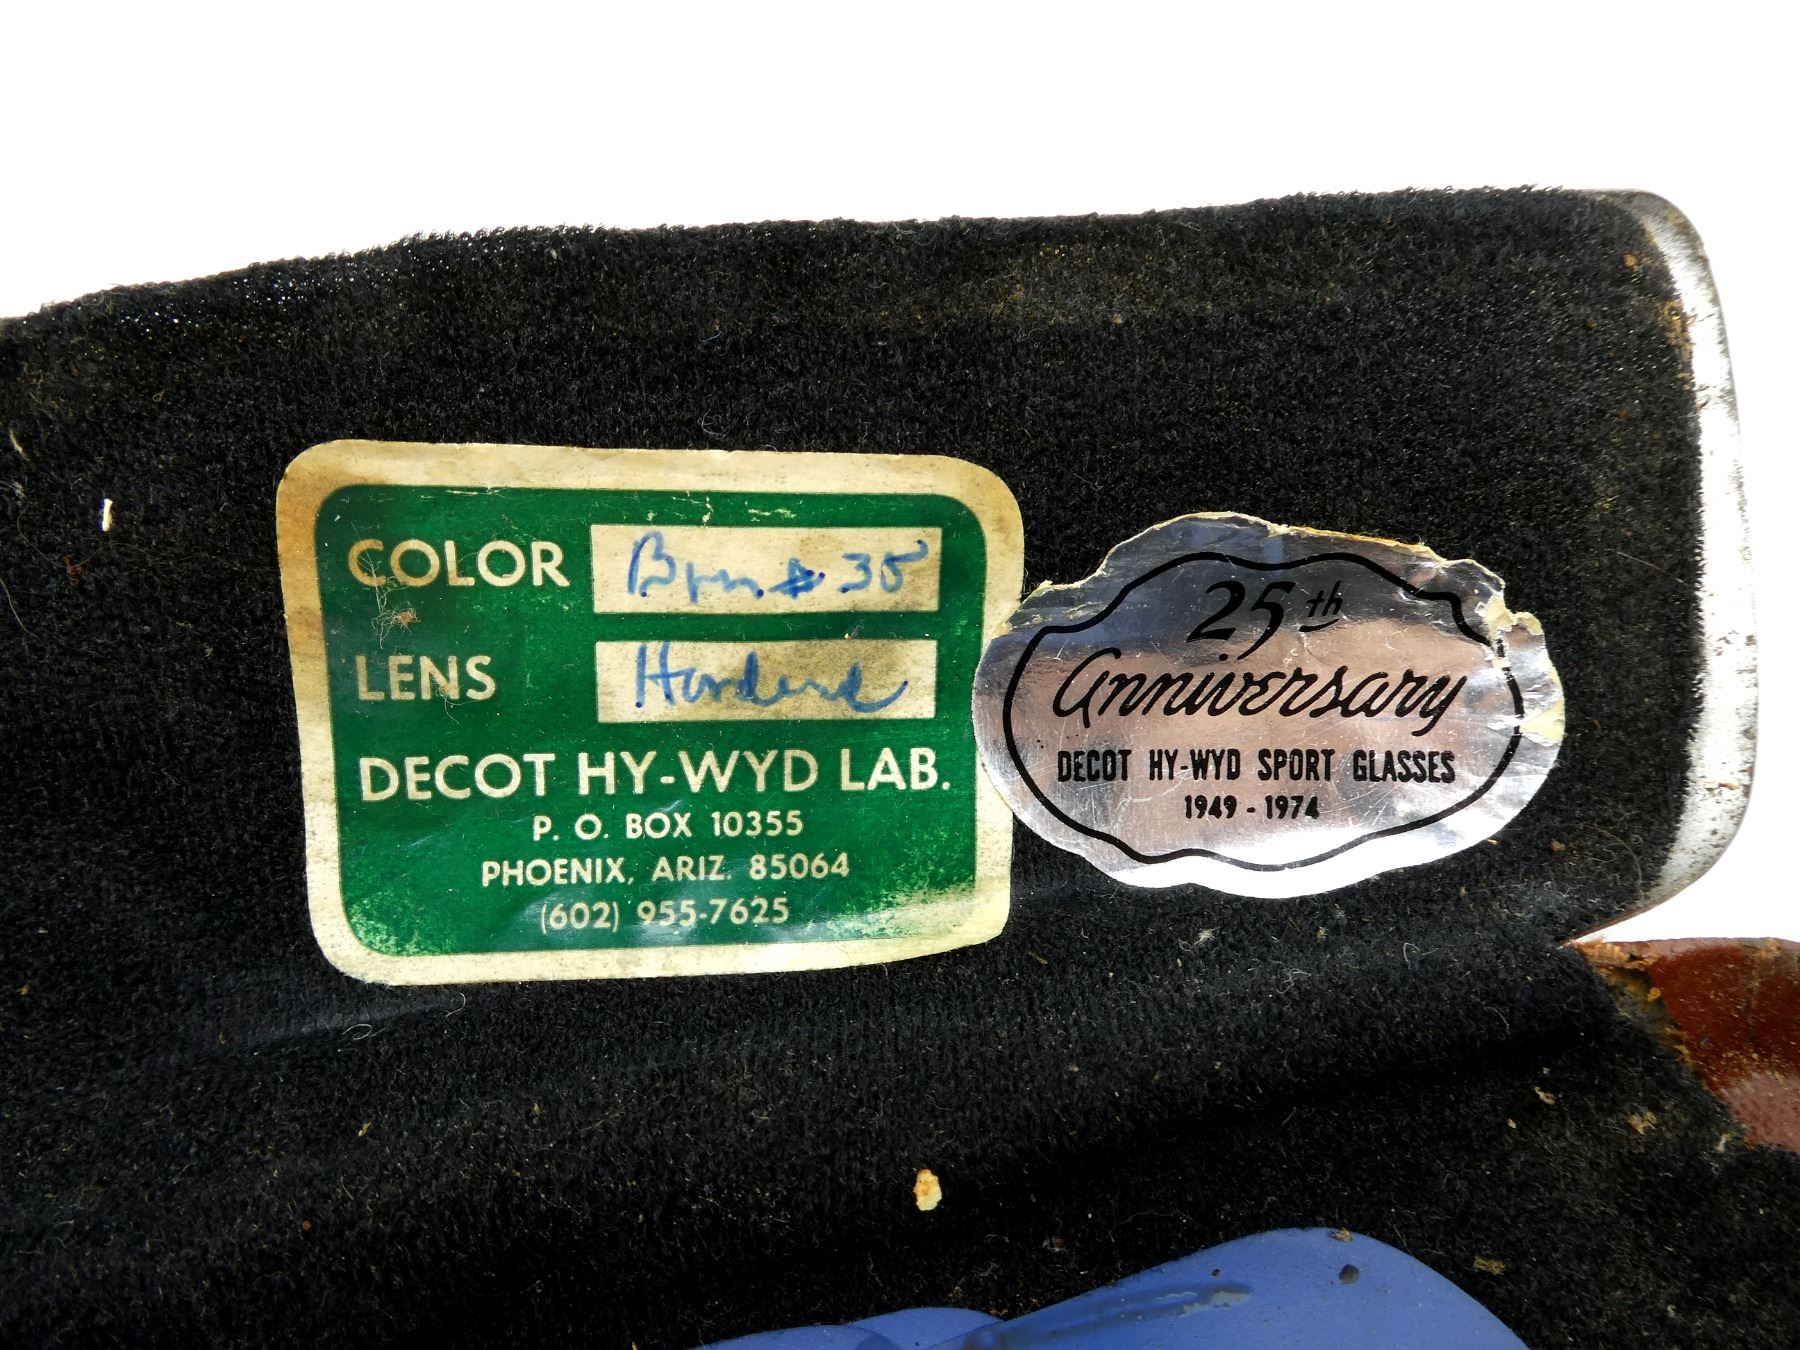 COLOR Brn # 35
LENS Hardened
DECOT HY-WYD LAB.
P. O. BOX 10355
PHOENIX, ARIZ. 85064
(602) 955-7625
25th
Anniversary
DECOT HY-WYD SPORT GLASSES
1949 - 1974